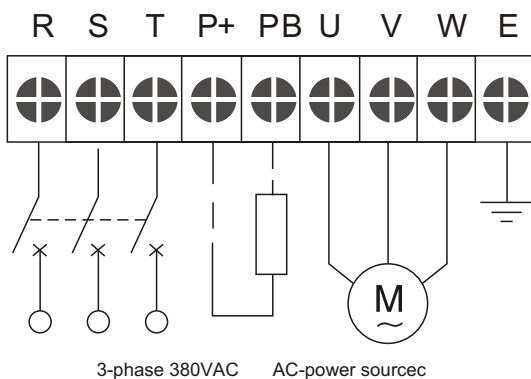 R S T P+ PB U V W E
M
~
3-phase 380VAC AC-power sourcec